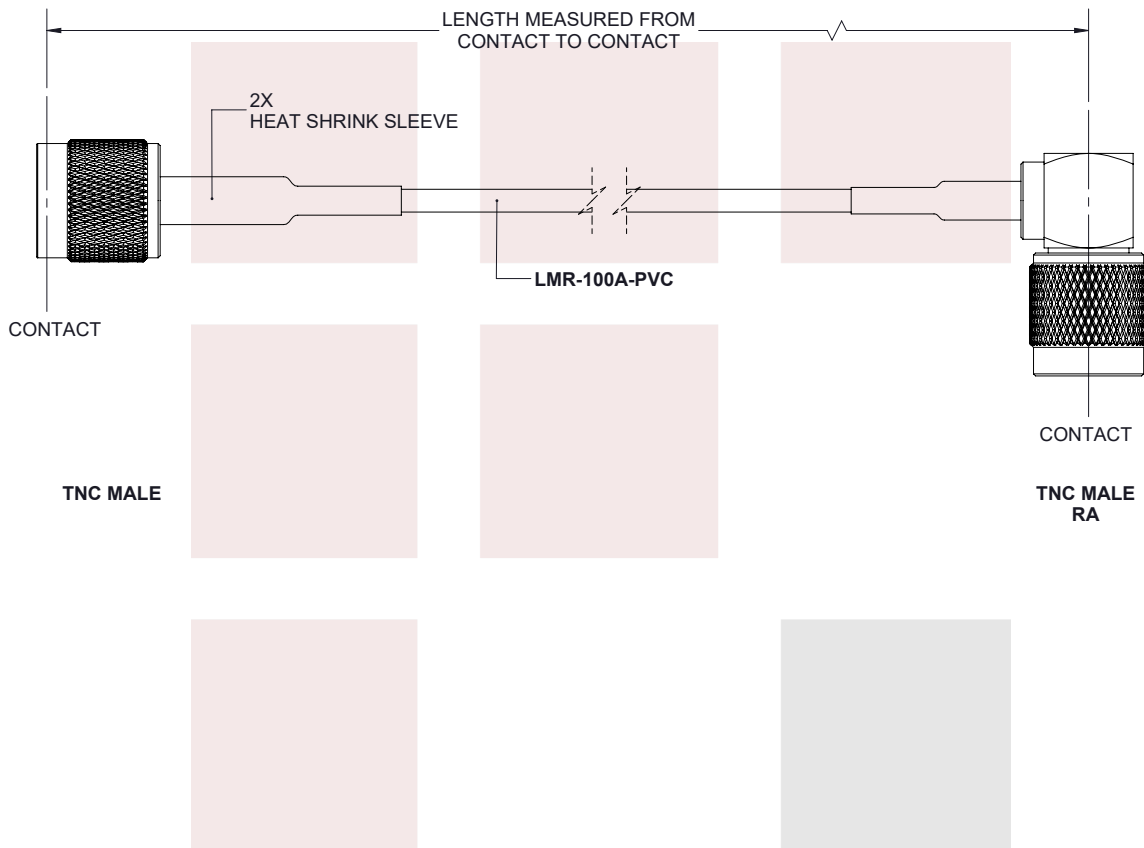 LENGTH MEASURED FROM
CONTACT TO CONTACT
2X
HEAT SHRINK SLEEVE
LMR-100A-PVC
CONTACT
CONTACT
TNC MALE
TNC MALE
RA